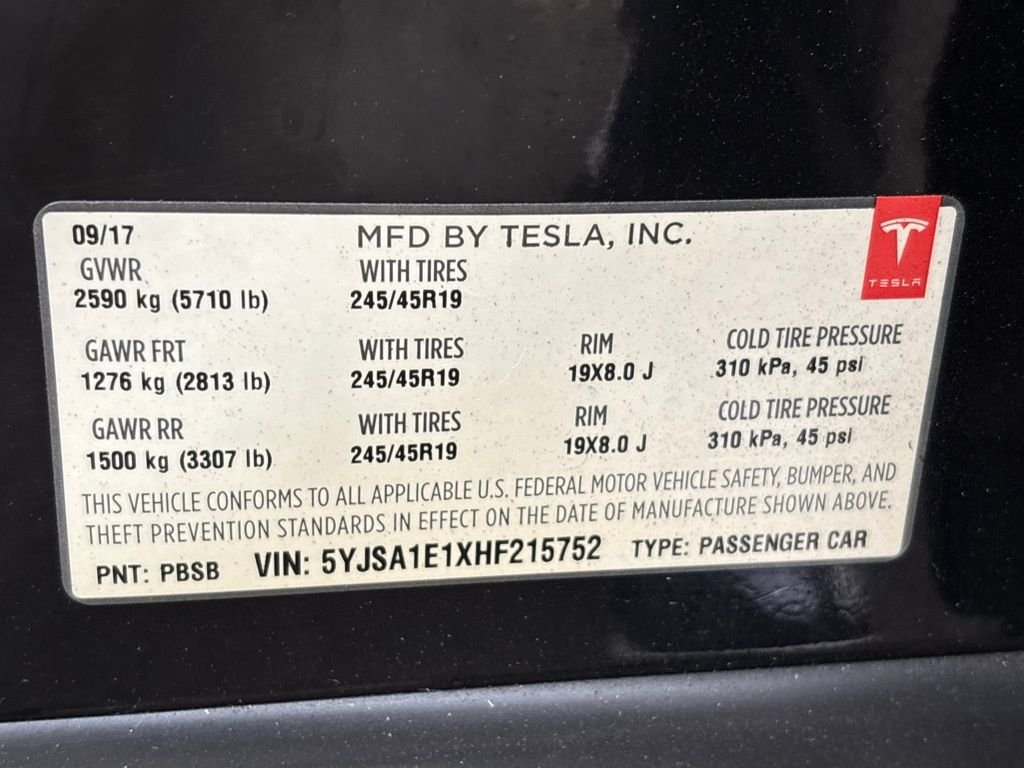 09/17 MFD BY TESLA, INC.
TESLA
GVWR WITH TIRES
2590 kg (5710 lb) 245/45R19
GAWR FRT WITH TIRES RIM COLD TIRE PRESSURE
1276 kg (2813 lb) 245/45R19 19X8.0 J 310 kPa, 45 psi
GAWR RR WITH TIRES RIM COLD TIRE PRESSURE
1500 kg (3307 lb) 245/45R19 19X8.0 J 310 kPa, 45 psi
THIS VEHICLE CONFORMS TO ALL APPLICABLE U.S. FEDERAL MOTOR VEHICLE SAFETY, BUMPER, AND
THEFT PREVENTION STANDARDS IN EFFECT ON THE DATE OF MANUFACTURE SHOWN ABOVE.
PNT: PBSB VIN: 5YJSA1E1XHF215752 TYPE: PASSENGER CAR